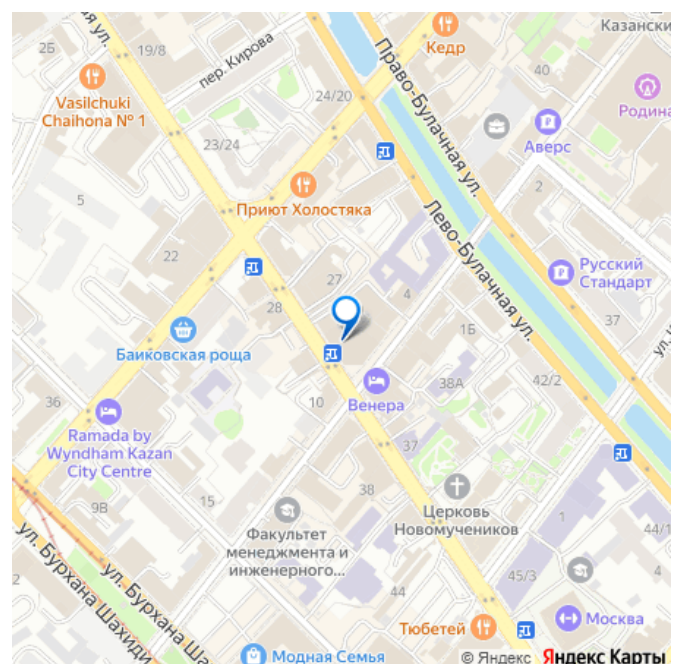 2Б
ая ул.
19/8
пер. Кирова
Кедр
Казански
Vasilchuki
Chaihona № 1
24/20
Право-Булачная ул.
40
Родина
Аверс
23/24
5
2
Приют Холостяка
Лево-Булачная ул.
22
27
4
Русский
Стандарт
28
37
1Б
Баиковская роща
Венера
38А
42/2
36
10
Ramada by
Wyndham Kazan
City Centre
37
15
38
9В
Церковь
Новомучеников
Факультет
менеджмента и
инженерного...
1
44/1
ул. Бурхана Шахиди
ул. Бурхана Шаха
45/3
44
Тюбетей
Москва
Модная Семья
© Яндекс Яндекс Карты